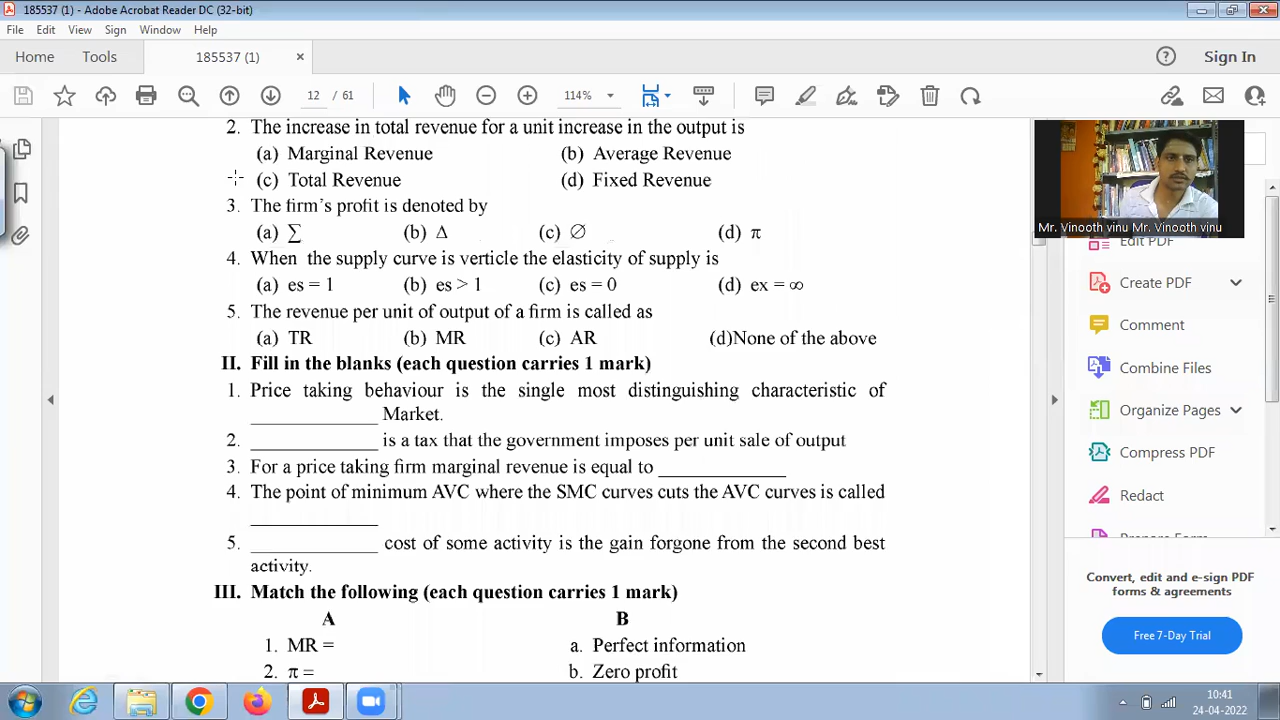 185537 (1) - Adobe Acrobat Reader DC (32-bit)
File Edit View Sign Window Help
Home Tools 185537 (1) × Sign In
12 / 61 114%
2. The increase in total revenue for a unit increase in the output is
(a) Marginal Revenue (b) Average Revenue
(c) Total Revenue (d) Fixed Revenue
3. The firm's profit is denoted by
(a) ∑ (b) Δ (c) ∅ (d) π
4. When the supply curve is verticle the elasticity of supply is
(a) es = 1 (b) es > 1 (c) es = 0 (d) ex = ∞
5. The revenue per unit of output of a firm is called as
(a) TR (b) MR (c) AR (d)None of the above
II. Fill in the blanks (each question carries 1 mark)
1. Price taking behaviour is the single most distinguishing characteristic of
____________ Market.
2. ____________ is a tax that the government imposes per unit sale of output
3. For a price taking firm marginal revenue is equal to ____________
4. The point of minimum AVC where the SMC curves cuts the AVC curves is called
____________
5. ____________ cost of some activity is the gain forgone from the second best
activity.
III. Match the following (each question carries 1 mark)
A B
1. MR = a. Perfect information
2. π = b. Zero profit
Mr. Vinooth vinu Mr. Vinooth vinu
Edit PDF
Create PDF
Comment
Combine Files
Organize Pages
Compress PDF
Redact
Convert, edit and e-sign PDF
forms & agreements
Free 7-Day Trial
10:41
24-04-2022